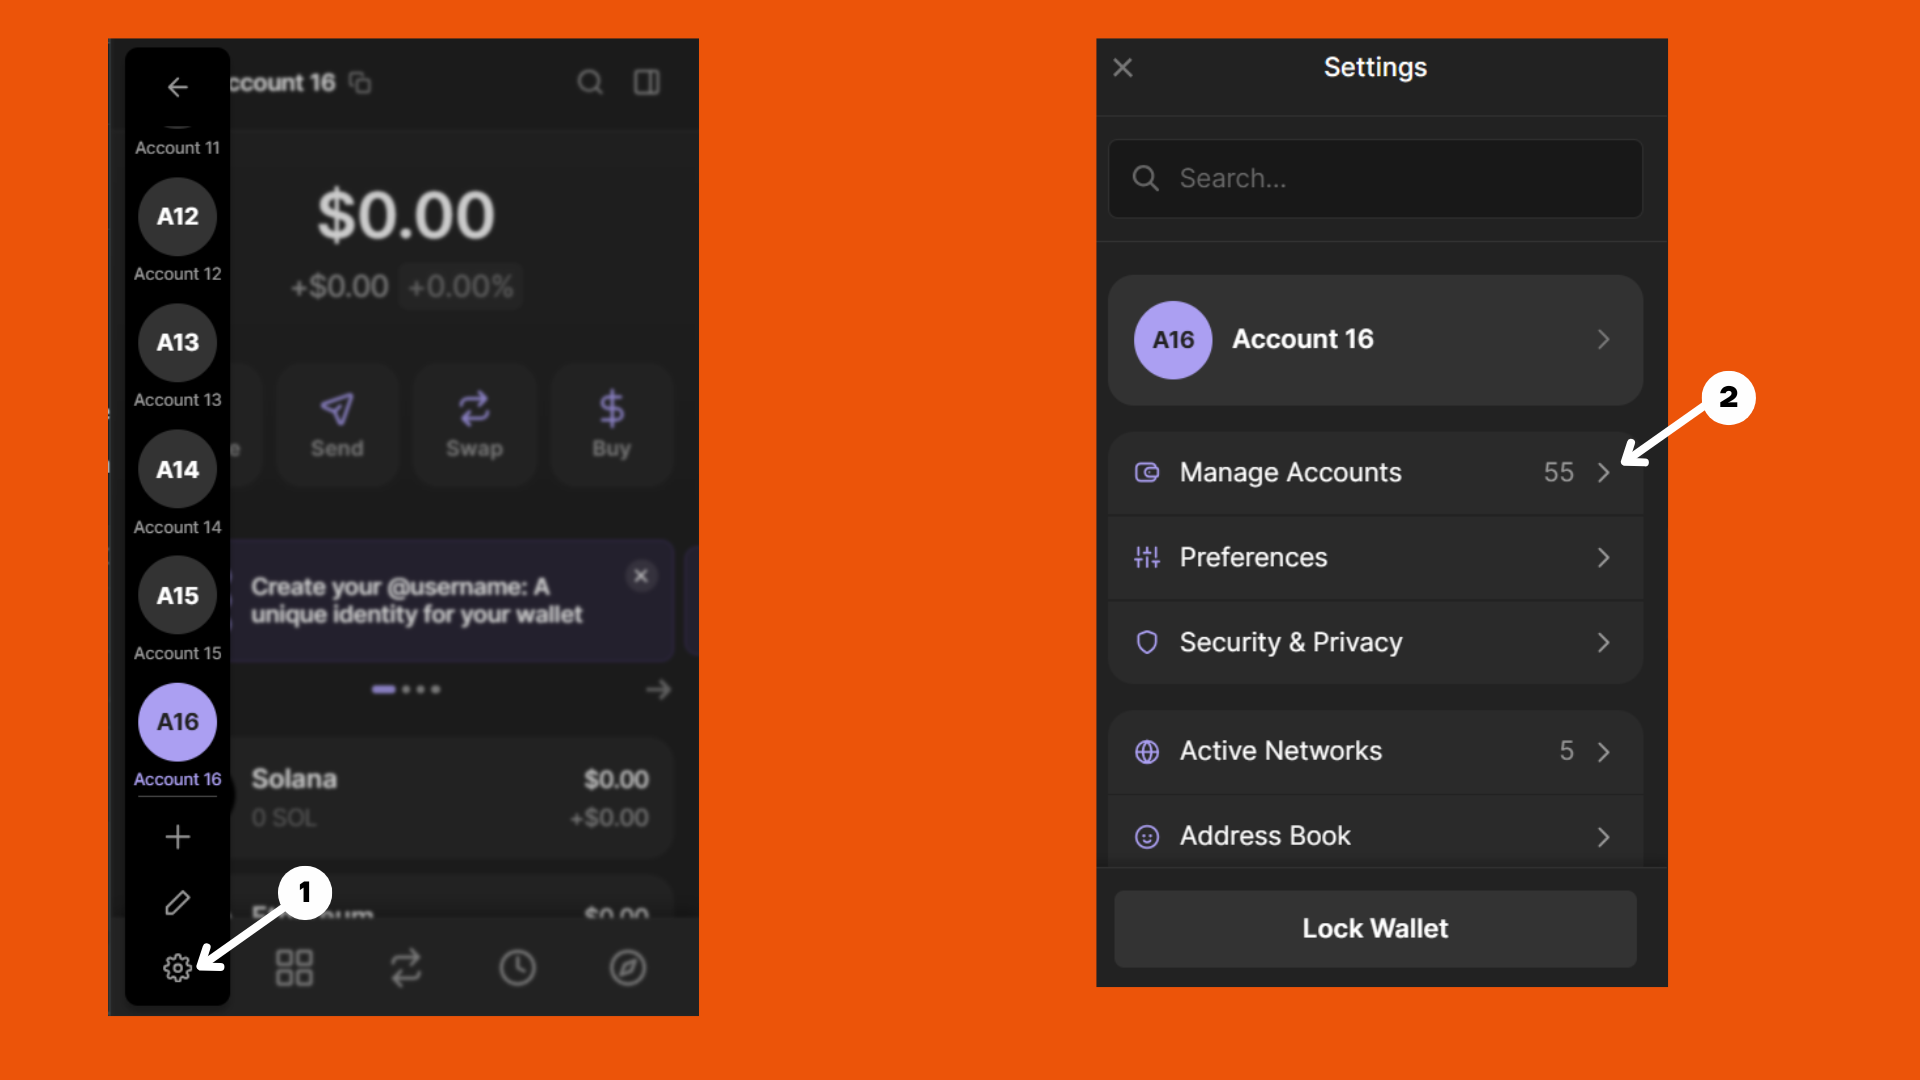 ccount 16
Account 11
A12
Account 12
A13
Account 13
A14
Account 14
A15
Account 15
A16
Account 16
$0.00
+$0.00 +0.00%
e
Send
Swap
Buy
Create your @username: A
unique identity for your wallet
Solana
$0.00
0 SOL
+$0.00
Ethereum
$0.00
1
Settings
Search...
A16
Account 16
2
Manage Accounts
55
Preferences
Security & Privacy
Active Networks
5
Address Book
Lock Wallet